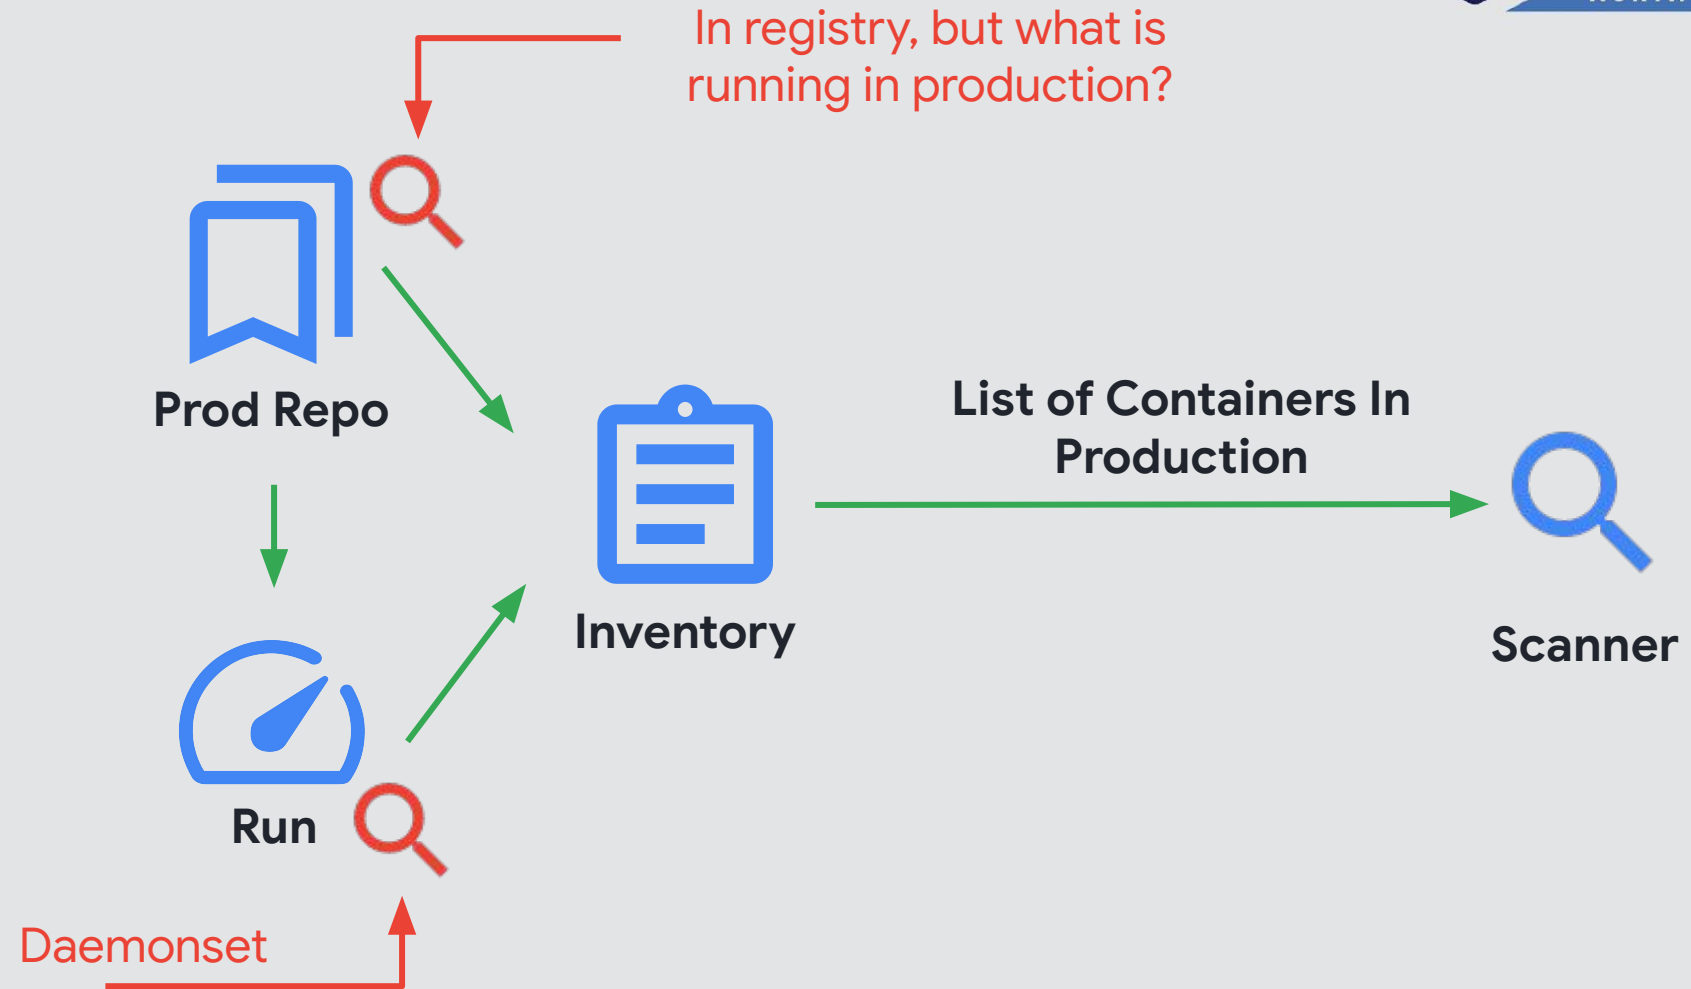 In registry, but what is
running in production?
Prod Repo
List of Containers In
Production
Inventory
Scanner
Run
Daemonset